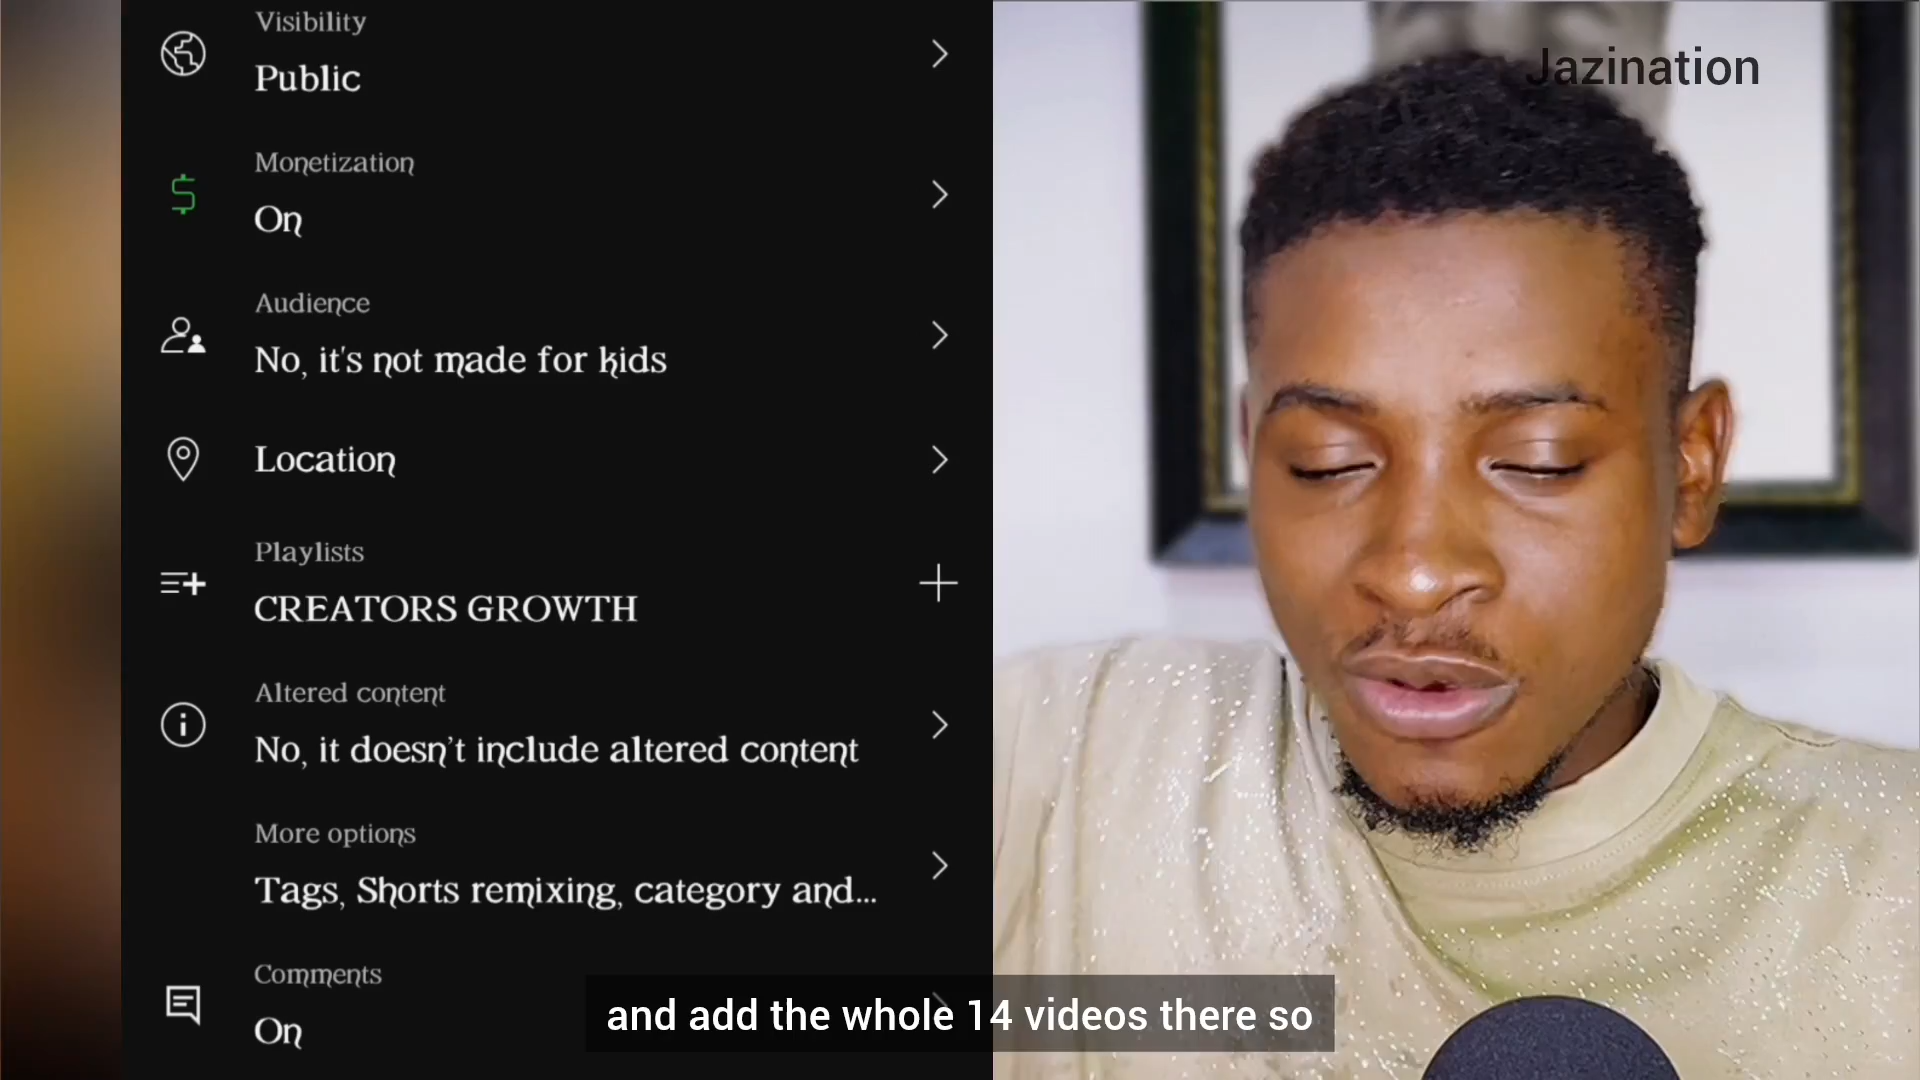 Visibility
Public
Jazination
Monetization
On
Audience
No, it's not made for kids
Location
Playlists
CREATORS GROWTH
Altered content
No, it doesn't include altered content
More options
Tags, Shorts remixing, category and...
Comments
On
and add the whole 14 videos there so